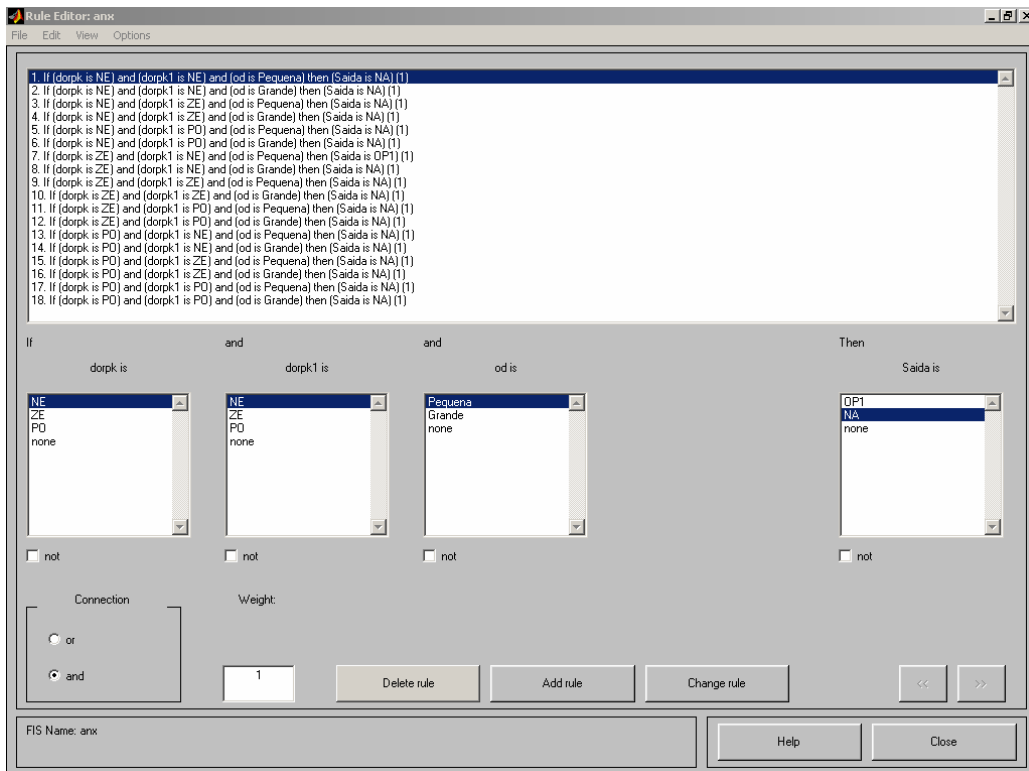 Rule Editor: anx
File Edit View Options
1. If (dorpk is NE) and (dorpk1 is NE) and (od is Pequena) then (Saida is NA) (1)
2. If (dorpk is NE) and (dorpk1 is NE) and (od is Grande) then (Saida is NA) (1)
3. If (dorpk is NE) and (dorpk1 is ZE) and (od is Pequena) then (Saida is NA) (1)
4. If (dorpk is NE) and (dorpk1 is ZE) and (od is Grande) then (Saida is NA) (1)
5. If (dorpk is NE) and (dorpk1 is PO) and (od is Pequena) then (Saida is NA) (1)
6. If (dorpk is NE) and (dorpk1 is PO) and (od is Grande) then (Saida is NA) (1)
7. If (dorpk is ZE) and (dorpk1 is NE) and (od is Pequena) then (Saida is OP1) (1)
8. If (dorpk is ZE) and (dorpk1 is NE) and (od is Grande) then (Saida is NA) (1)
9. If (dorpk is ZE) and (dorpk1 is ZE) and (od is Pequena) then (Saida is NA) (1)
10. If (dorpk is ZE) and (dorpk1 is ZE) and (od is Grande) then (Saida is NA) (1)
11. If (dorpk is ZE) and (dorpk1 is PO) and (od is Pequena) then (Saida is NA) (1)
12. If (dorpk is ZE) and (dorpk1 is PO) and (od is Grande) then (Saida is NA) (1)
13. If (dorpk is PO) and (dorpk1 is NE) and (od is Pequena) then (Saida is NA) (1)
14. If (dorpk is PO) and (dorpk1 is NE) and (od is Grande) then (Saida is NA) (1)
15. If (dorpk is PO) and (dorpk1 is ZE) and (od is Pequena) then (Saida is NA) (1)
16. If (dorpk is PO) and (dorpk1 is ZE) and (od is Grande) then (Saida is NA) (1)
17. If (dorpk is PO) and (dorpk1 is PO) and (od is Pequena) then (Saida is NA) (1)
18. If (dorpk is PO) and (dorpk1 is PO) and (od is Grande) then (Saida is NA) (1)
If and and Then
dorpk is dorpk1 is od is Saida is
NE NE Pequena OP1
ZE ZE Grande NA
PO PO none none
none none
not not not not
Connection Weight:
or
and 1 Delete rule Add rule Change rule << >>
FIS Name: anx Help Close